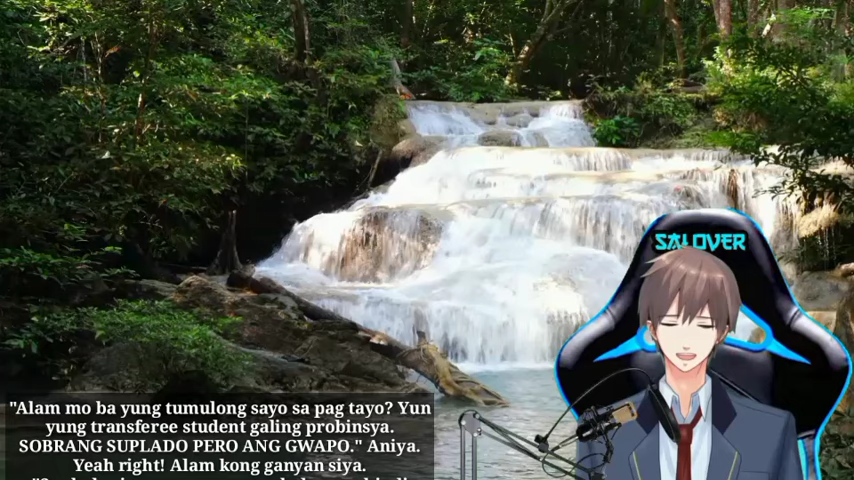 SALOVER
"Alam mo ba yung tumulong sayo sa pag tayo? Yun
yung transferee student galing probinsya.
SOBRANG SUPLADO PERO ANG GWAPO." Aniya.
Yeah right! Alam kong ganyan siya.